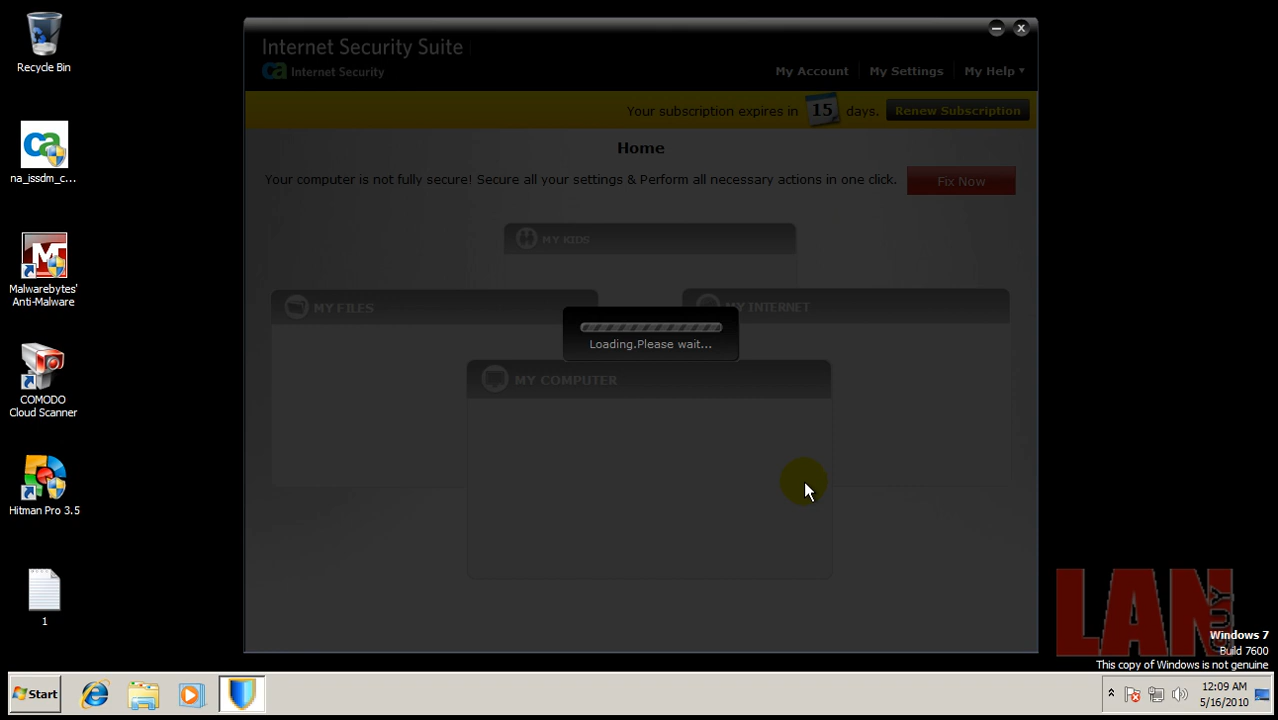 Recycle Bin
na_issdm_c...
Malwarebytes'
Anti-Malware
COMODO
Cloud Scanner
Hitman Pro 3.5
1
Internet Security Suite
ca Internet Security
My Account
My Settings
My Help
Your subscription expires in 15 days.
Renew Subscription
Home
Your computer is not fully secure! Secure all your settings & Perform all necessary actions in one click.
Fix Now
MY KIDS
MY FILES
MY INTERNET
Loading.Please wait...
MY COMPUTER
LAN
GUY
Windows 7
Build 7600
This copy of Windows is not genuine
Start
12:09 AM
5/16/2010